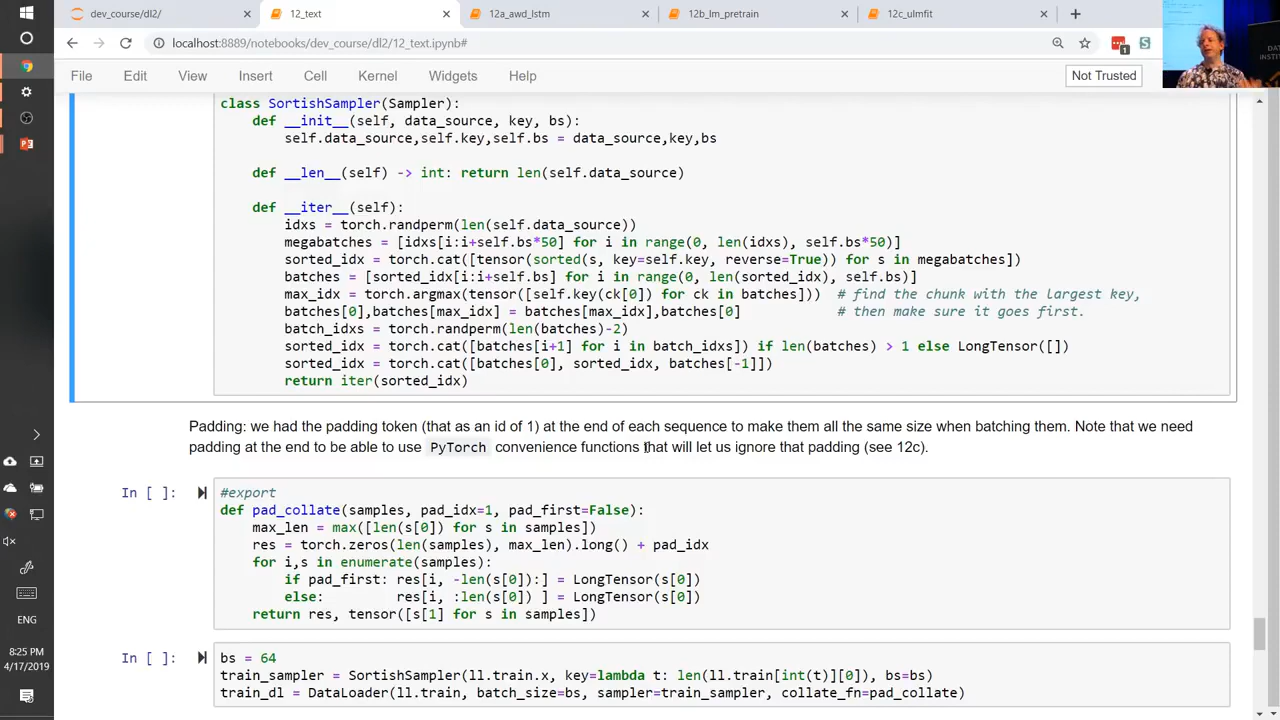 dev_course/dl2/
12_text
12a_awd_lstm
12b_lm_pretrain
12c_ulmfit
localhost:8889/notebooks/dev_course/dl2/12_text.ipynb#
File Edit View Insert Cell Kernel Widgets Help
Not Trusted
class SortishSampler(Sampler):
def __init__(self, data_source, key, bs):
self.data_source,self.key,self.bs = data_source,key,bs
def __len__(self) -> int: return len(self.data_source)
def __iter__(self):
idxs = torch.randperm(len(self.data_source))
megabatches = [idxs[i:i+self.bs*50] for i in range(0, len(idxs), self.bs*50)]
sorted_idx = torch.cat([tensor(sorted(s, key=self.key, reverse=True)) for s in megabatches])
batches = [sorted_idx[i:i+self.bs] for i in range(0, len(sorted_idx), self.bs)]
max_idx = torch.argmax(tensor([self.key(ck[0]) for ck in batches])) # find the chunk with the largest key,
batches[0],batches[max_idx] = batches[max_idx],batches[0] # then make sure it goes first.
batch_idxs = torch.randperm(len(batches)-2)
sorted_idx = torch.cat([batches[i+1] for i in batch_idxs]) if len(batches) > 1 else LongTensor([])
sorted_idx = torch.cat([batches[0], sorted_idx, batches[-1]])
return iter(sorted_idx)
Padding: we had the padding token (that as an id of 1) at the end of each sequence to make them all the same size when batching them. Note that we need
padding at the end to be able to use PyTorch convenience functions that will let us ignore that padding (see 12c).
In [ ]:
#export
def pad_collate(samples, pad_idx=1, pad_first=False):
max_len = max([len(s[0]) for s in samples])
res = torch.zeros(len(samples), max_len).long() + pad_idx
for i,s in enumerate(samples):
if pad_first: res[i, -len(s[0]):] = LongTensor(s[0])
else: res[i, :len(s[0]) ] = LongTensor(s[0])
return res, tensor([s[1] for s in samples])
In [ ]:
bs = 64
train_sampler = SortishSampler(ll.train.x, key=lambda t: len(ll.train[int(t)][0]), bs=bs)
train_dl = DataLoader(ll.train, batch_size=bs, sampler=train_sampler, collate_fn=pad_collate)
ENG
8:25 PM
4/17/2019
1
S
DATA
INSTIT